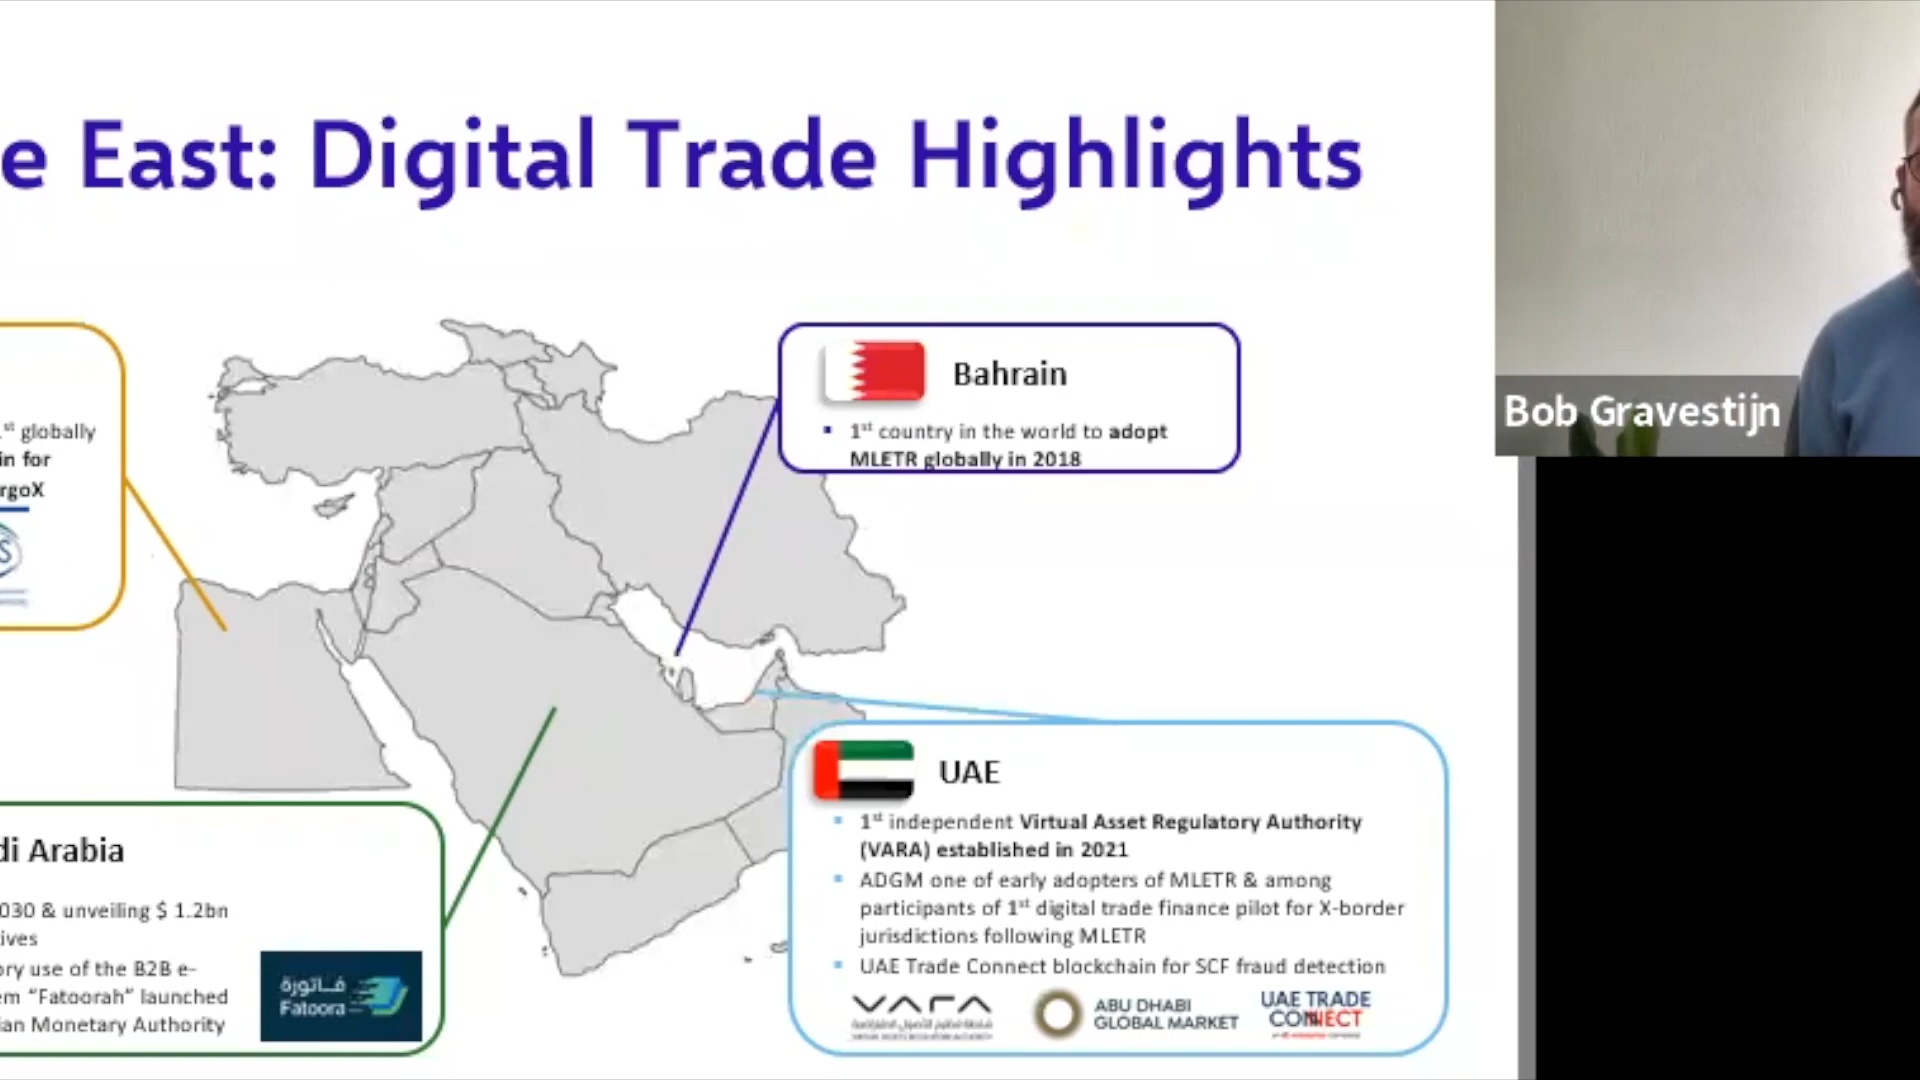 e East: Digital Trade Highlights
Bob Gravestijn
1st globally
in for
rgoX
S
Bahrain
▪ 1st country in the world to adopt
MLETR globally in 2018
di Arabia
030 & unveiling $ 1.2bn
tives
ory use of the B2B e-
em “Fatoorah” launched
ian Monetary Authority
فاتورة
Fatoora
UAE
▪ 1st independent Virtual Asset Regulatory Authority
(VARA) established in 2021
▪ ADGM one of early adopters of MLETR & among
participants of 1st digital trade finance pilot for X-border
jurisdictions following MLETR
▪ UAE Trade Connect blockchain for SCF fraud detection
VARA
ABU DHABI
GLOBAL MARKET
UAE TRADE
CONNECT